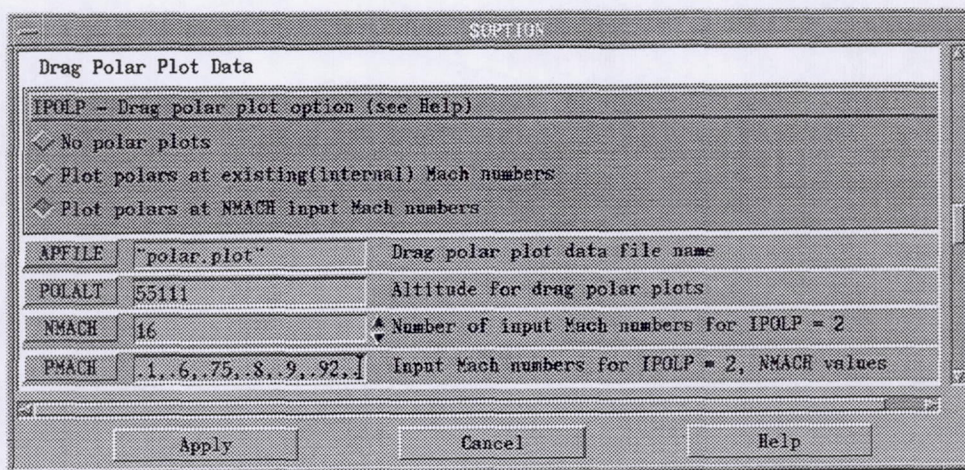 SOPTION
Drag Polar Plot Data
IPOLP - Drag polar plot option (see Help)
No polar plots
Plot polars at existing(internal) Mach numbers
Plot polars at NMACH input Mach numbers
APFILE "polar.plot" Drag polar plot data file name
POLALT 55111 Altitude for drag polar plots
NMACH 16 Number of input Mach numbers for IPOLP = 2
PMACH .1,.6,.75,.8,.9,.92,. Input Mach numbers for IPOLP = 2, NMACH values
Apply Cancel Help